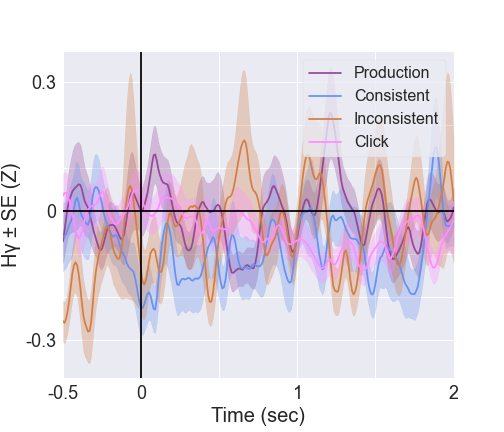 Production
Consistent
Inconsistent
Click
0.3
0
-0.3
Hγ ± SE (Z)
-0.5
0
1
2
Time (sec)